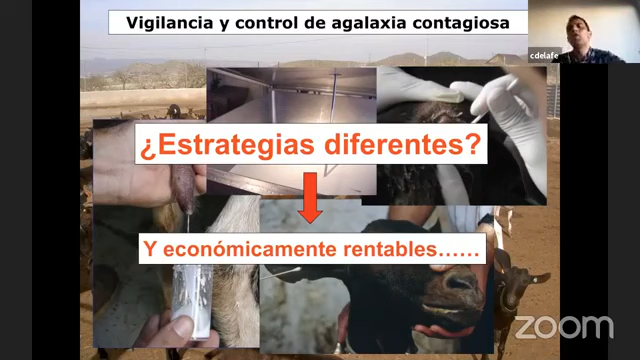 Vigilancia y control de agalaxia contagiosa
cdelafe
¿Estrategias diferentes?
Y económicamente rentables......
zoom